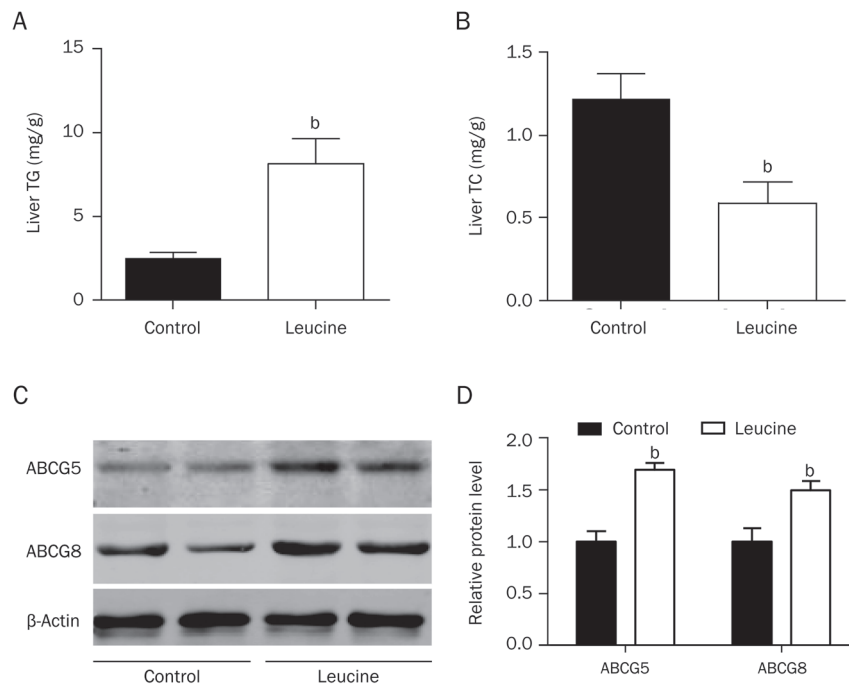 A
Liver TG (mg/g)
15
10
5
0
b
Control
Leucine
B
Liver TC (mg/g)
1.5
1.0
0.5
0.0
b
Control
Leucine
C
ABCG5
ABCG8
β-Actin
Control
Leucine
D
Control
Leucine
Relative protein level
2.0
1.5
1.0
0.5
0.0
b
b
ABCG5
ABCG8